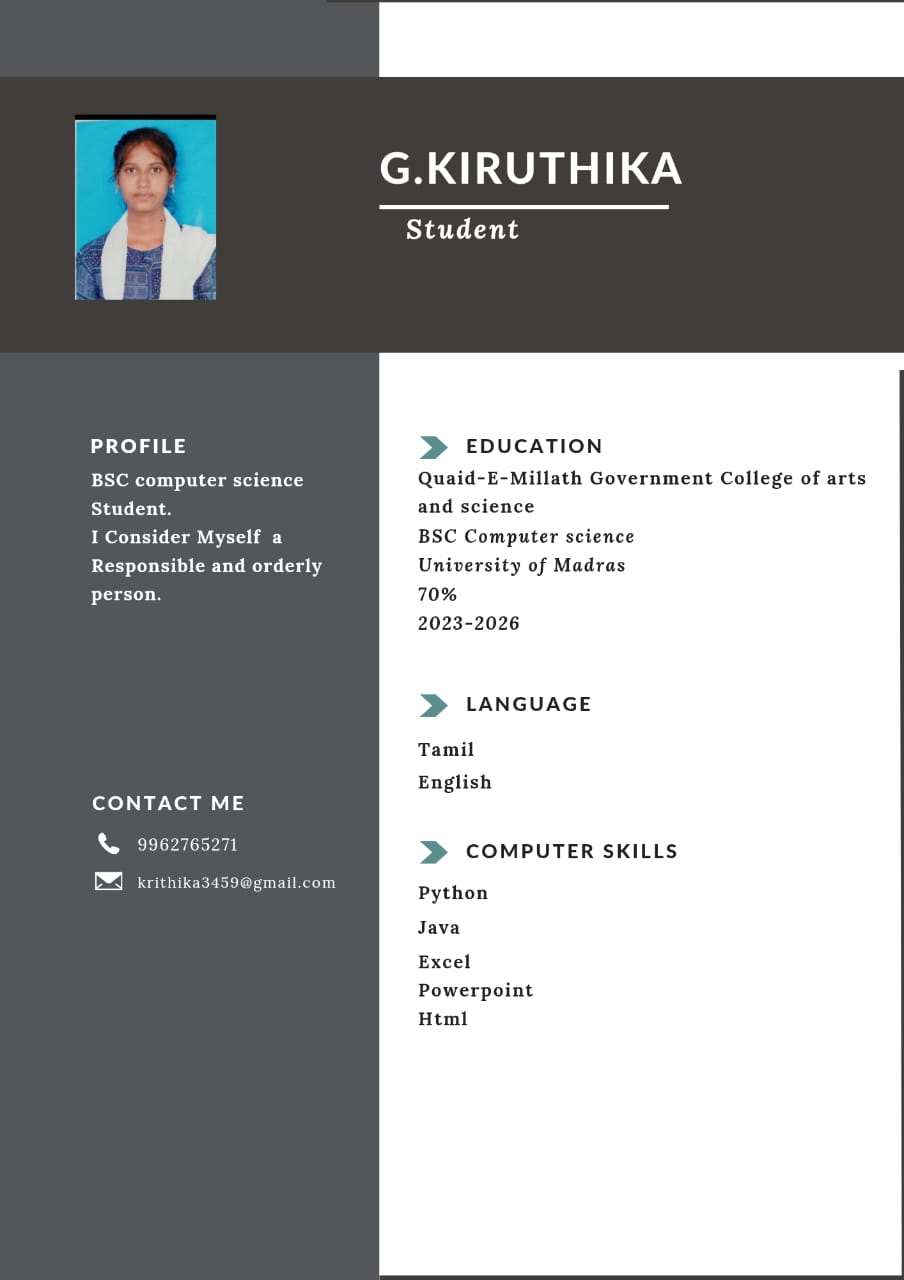 G.KIRUTHIKA
Student
PROFILE
BSC computer science
Student.
I Consider Myself a
Responsible and orderly
person.
CONTACT ME
9962765271
krithika3459@gmail.com
EDUCATION
Quaid-E-Millath Government College of arts
and science
BSC Computer science
University of Madras
70%
2023-2026
LANGUAGE
Tamil
English
COMPUTER SKILLS
Python
Java
Excel
Powerpoint
Html